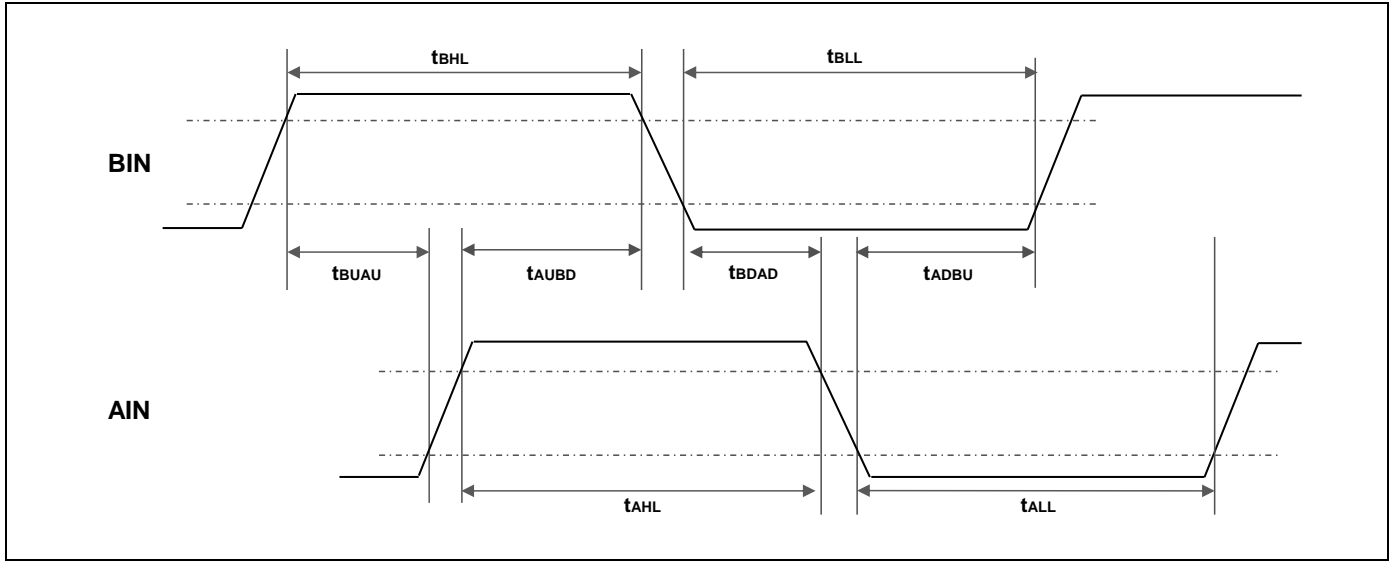 tBHL
tBLL
BIN
tBUAU
tAUBD
tBDAD
tADBU
AIN
tAHL
tALL